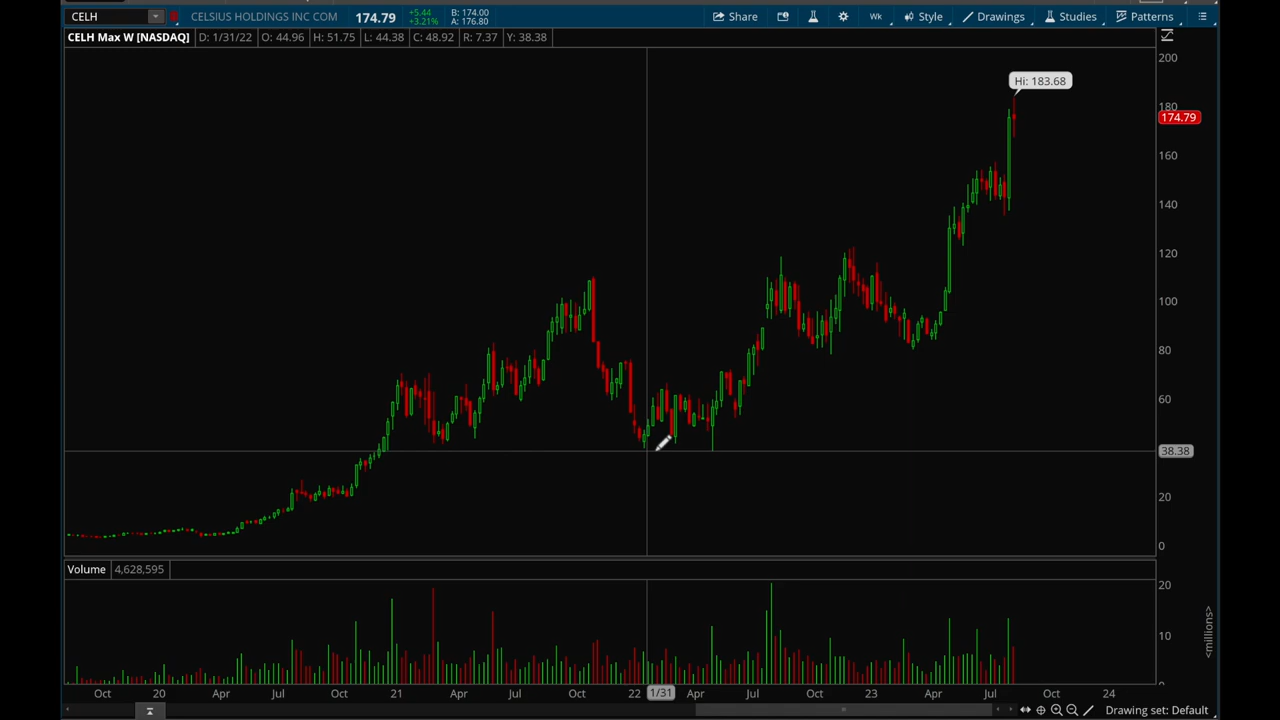 CELH CELSIUS HOLDINGS INC COM 174.79 +5.44 +3.21% B: 174.00 A: 176.80 Share Wk Style Drawings Studies Patterns
CELH Max W [NASDAQ] D: 1/31/22 O: 44.96 H: 51.75 L: 44.38 C: 48.92 R: 7.37 Y: 38.38
200
Hi: 183.68
180
174.79
160
140
120
100
80
60
38.38
20
0
Volume 4,628,595
20
10
0
<millions>
Oct 20 Apr Jul Oct 21 Apr Jul Oct 22 1/31 Apr Jul Oct 23 Apr Jul Oct 24
Drawing set: Default